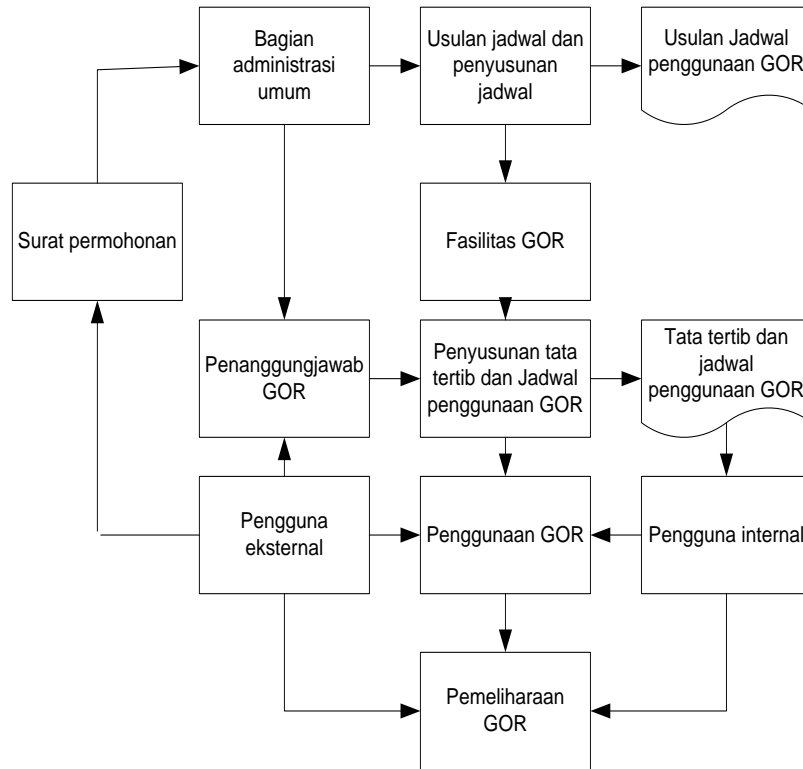 Bagian
administrasi
umum
Usulan jadwal dan
penyusunan
jadwal
Usulan Jadwal
penggunaan GOR
Surat permohonan
Fasilitas GOR
Penanggungjawab
GOR
Penyusunan tata
tertib dan Jadwal
penggunaan GOR
Tata tertib dan
jadwal
penggunaan GOR
Pengguna
eksternal
Penggunaan GOR
Pengguna internal
Pemeliharaan
GOR